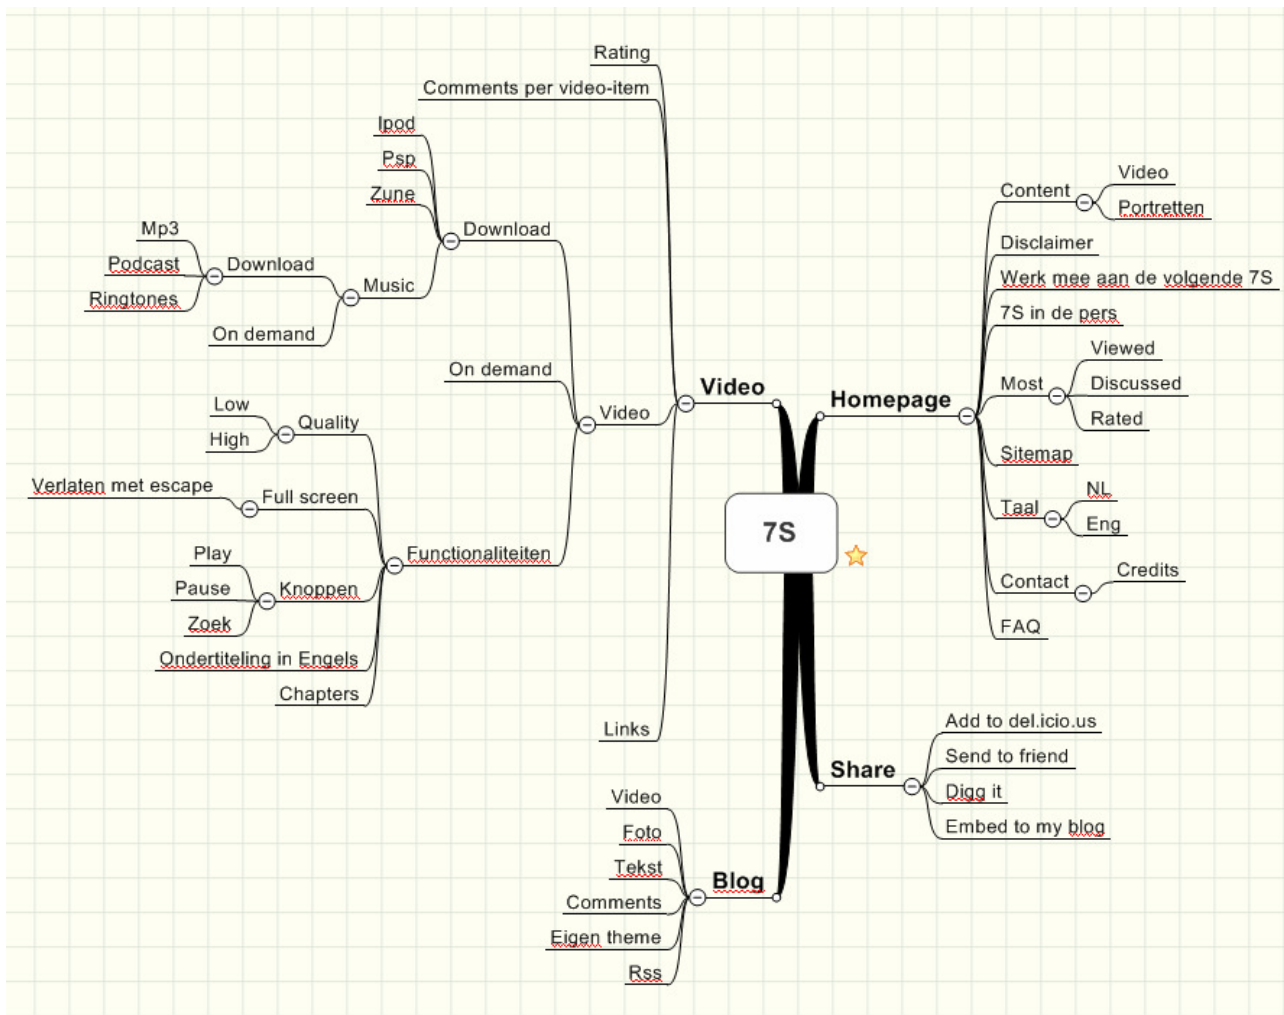 Rating
Comments per video-item
Ipod
Psp
Zune
Download
Mp3
Podcast
Ringtones
Download
Music
On demand
On demand
Video
Video
Low
High
Quality
Verlaten met escape
Full screen
Functionaliteiten
Play
Pause
Zoek
Knoppen
Ondertiteling in Engels
Chapters
Links
Video
Foto
Tekst
Comments
Eigen theme
Rss
Blog
7S
Homepage
Content
Video
Portretten
Disclaimer
Werk mee aan de volgende 7S
7S in de pers
Most
Viewed
Discussed
Rated
Sitemap
Taal
NL
Eng
Contact
Credits
FAQ
Share
Add to del.icio.us
Send to friend
Digg it
Embed to my blog